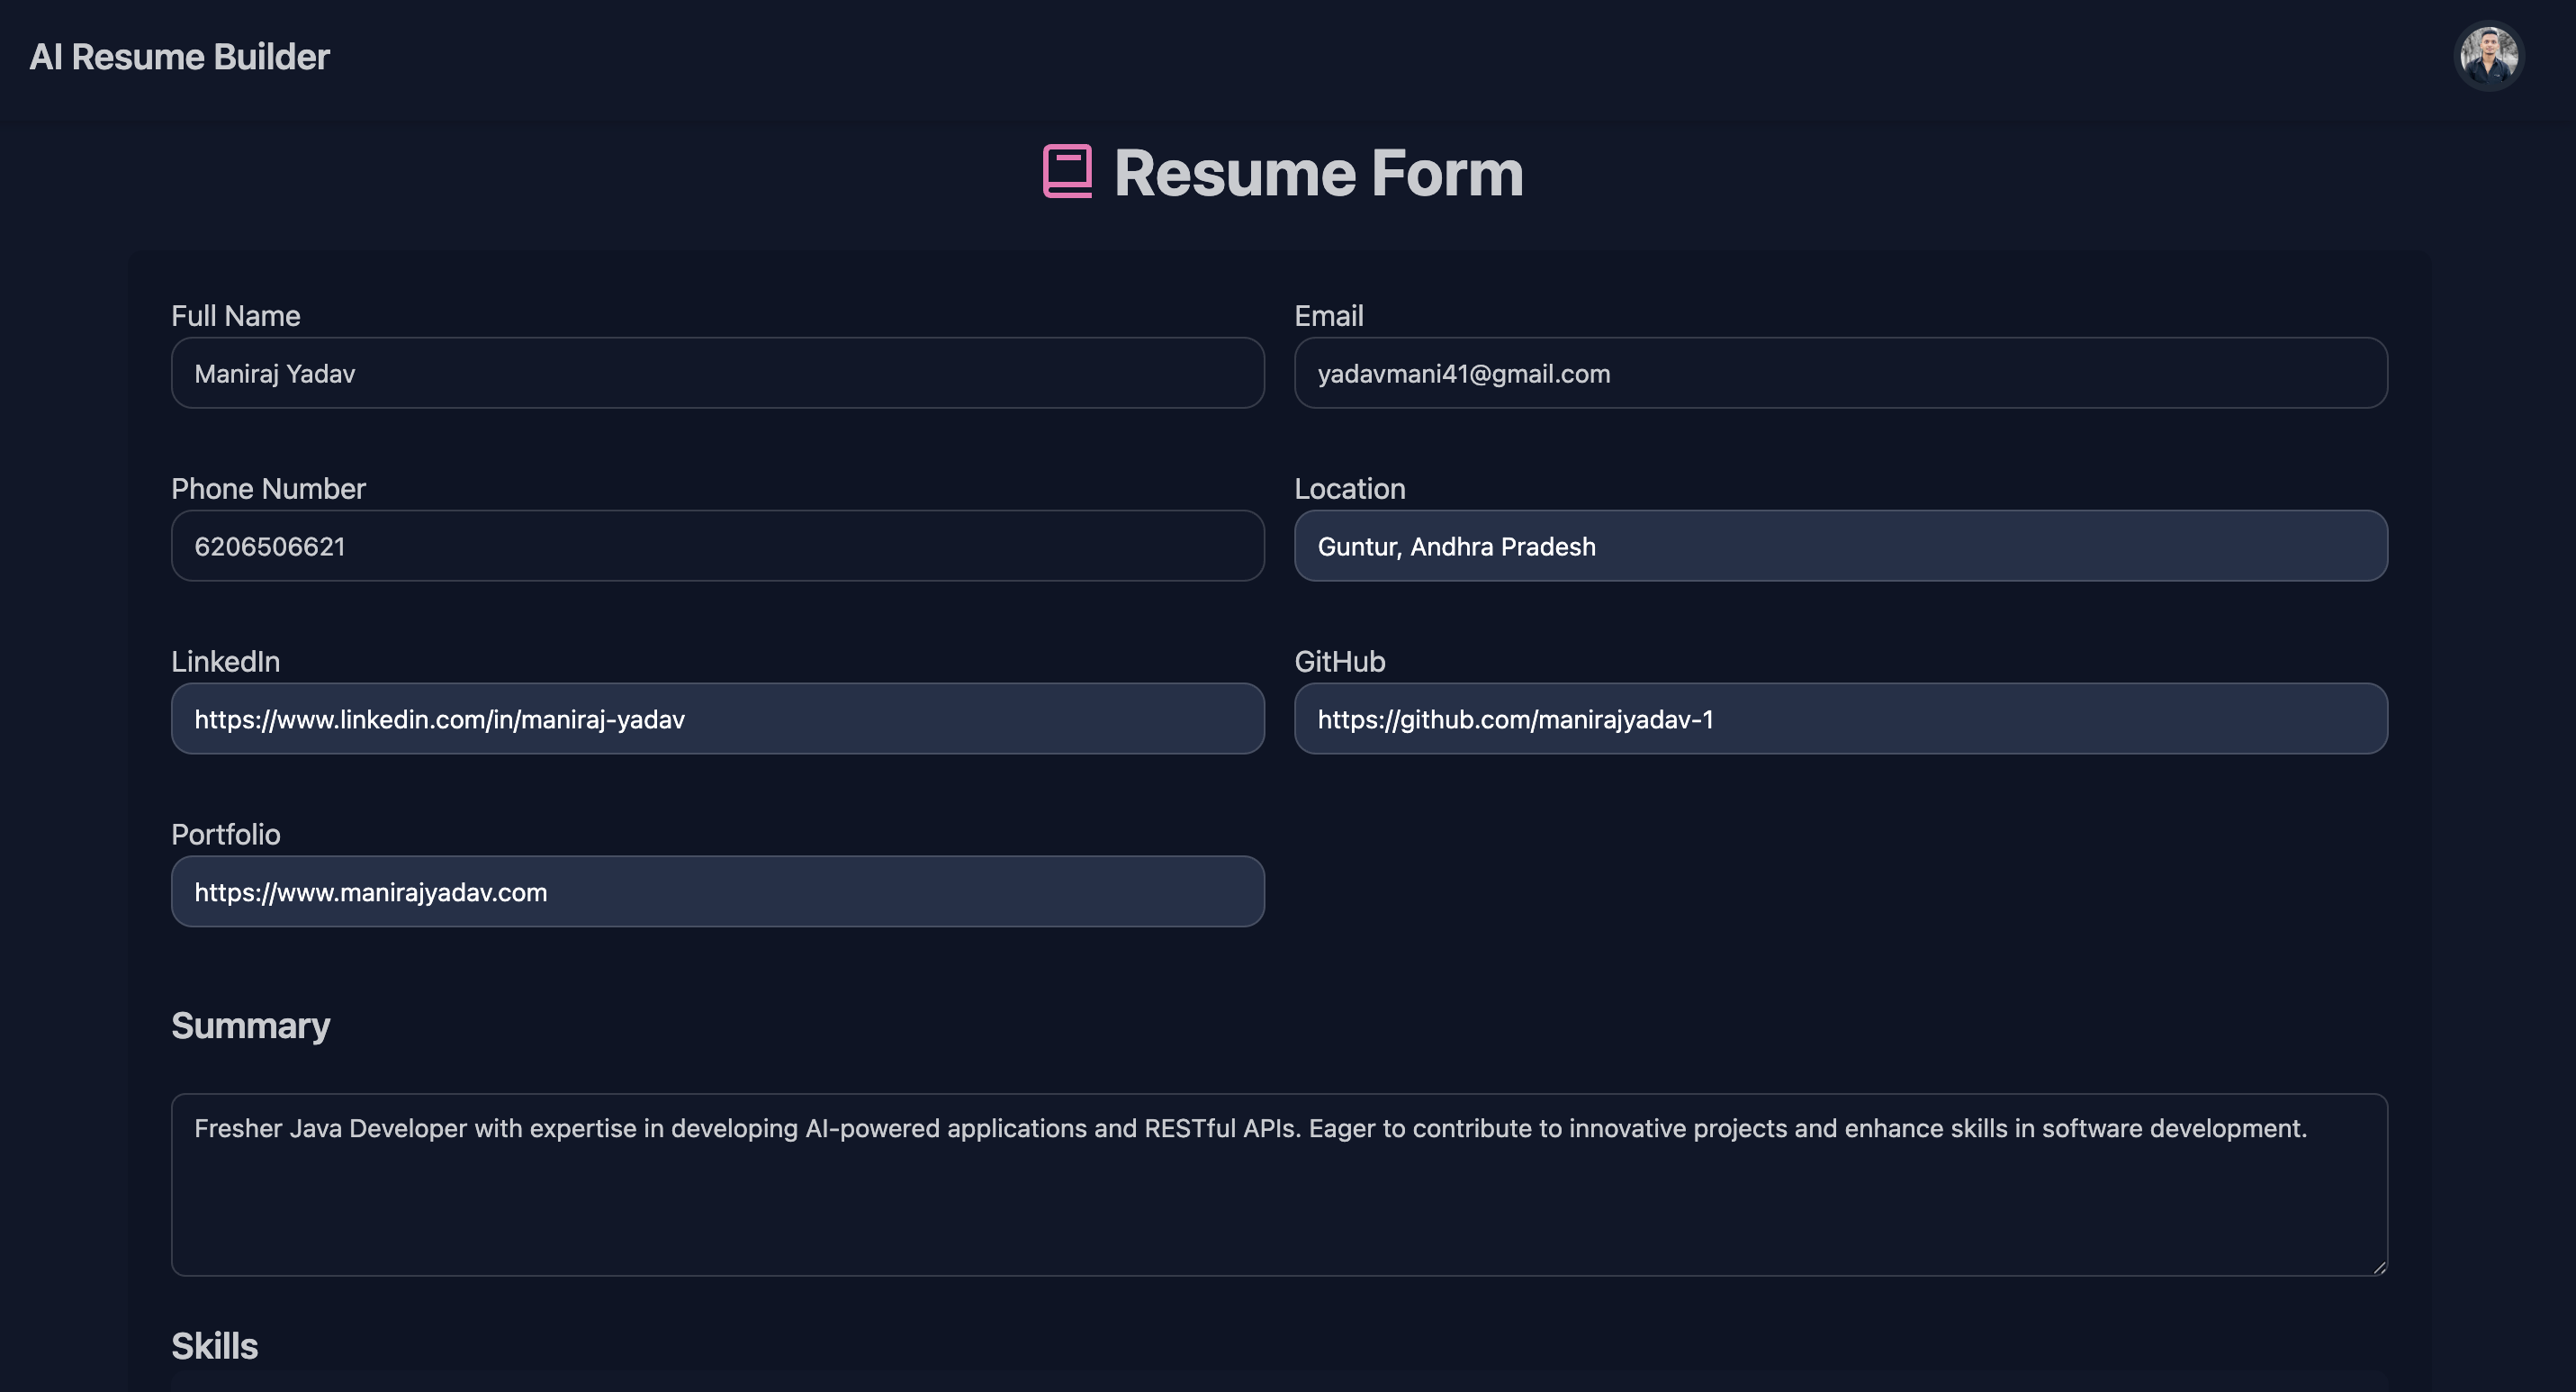 AI Resume Builder
Resume Form
Full Name
Maniraj Yadav
Email
yadavmani41@gmail.com
Phone Number
6206506621
Location
Guntur, Andhra Pradesh
LinkedIn
https://www.linkedin.com/in/maniraj-yadav
GitHub
https://github.com/manirajyadav-1
Portfolio
https://www.manirajyadav.com
Summary
Fresher Java Developer with expertise in developing AI-powered applications and RESTful APIs. Eager to contribute to innovative projects and enhance skills in software development.
Skills